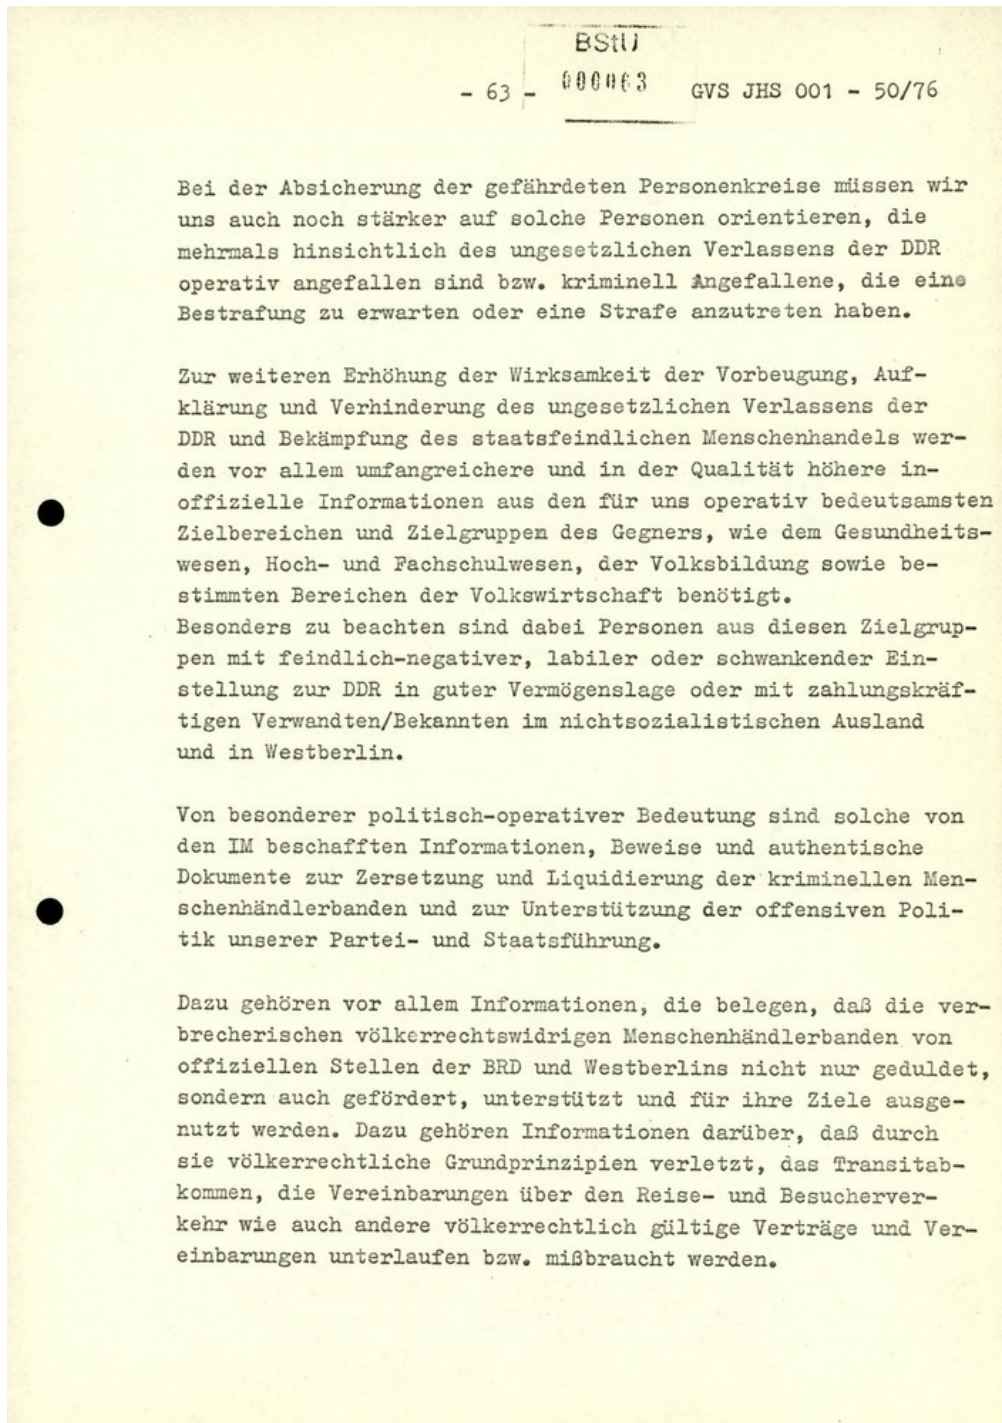 BStU
000063
- 63 - GVS JHS 001 - 50/76
Bei der Absicherung der gefährdeten Personenkreise müssen wir
uns auch noch stärker auf solche Personen orientieren, die
mehrmals hinsichtlich des ungesetzlichen Verlassens der DDR
operativ angefallen sind bzw. kriminell Angefallene, die eine
Bestrafung zu erwarten oder eine Strafe anzutreten haben.
Zur weiteren Erhöhung der Wirksamkeit der Vorbeugung, Auf-
klärung und Verhinderung des ungesetzlichen Verlassens der
DDR und Bekämpfung des staatsfeindlichen Menschenhandels wer-
den vor allem umfangreichere und in der Qualität höhere in-
offizielle Informationen aus den für uns operativ bedeutsamsten
Zielbereichen und Zielgruppen des Gegners, wie dem Gesundheits-
wesen, Hoch- und Fachschulwesen, der Volksbildung sowie be-
stimmten Bereichen der Volkswirtschaft benötigt.
Besonders zu beachten sind dabei Personen aus diesen Zielgrup-
pen mit feindlich-negativer, labiler oder schwankender Ein-
stellung zur DDR in guter Vermögenslage oder mit zahlungskräf-
tigen Verwandten/Bekannten im nichtsozialistischen Ausland
und in Westberlin.
Von besonderer politisch-operativer Bedeutung sind solche von
den IM beschafften Informationen, Beweise und authentische
Dokumente zur Zersetzung und Liquidierung der kriminellen Men-
schenhändlerbanden und zur Unterstützung der offensiven Poli-
tik unserer Partei- und Staatsführung.
Dazu gehören vor allem Informationen, die belegen, daß die ver-
brecherischen völkerrechtswidrigen Menschenhändlerbanden von
offiziellen Stellen der BRD und Westberlins nicht nur geduldet,
sondern auch gefördert, unterstützt und für ihre Ziele ausge-
nutzt werden. Dazu gehören Informationen darüber, daß durch
sie völkerrechtliche Grundprinzipien verletzt, das Transitab-
kommen, die Vereinbarungen über den Reise- und Besucherver-
kehr wie auch andere völkerrechtlich gültige Verträge und Ver-
einbarungen unterlaufen bzw. mißbraucht werden.